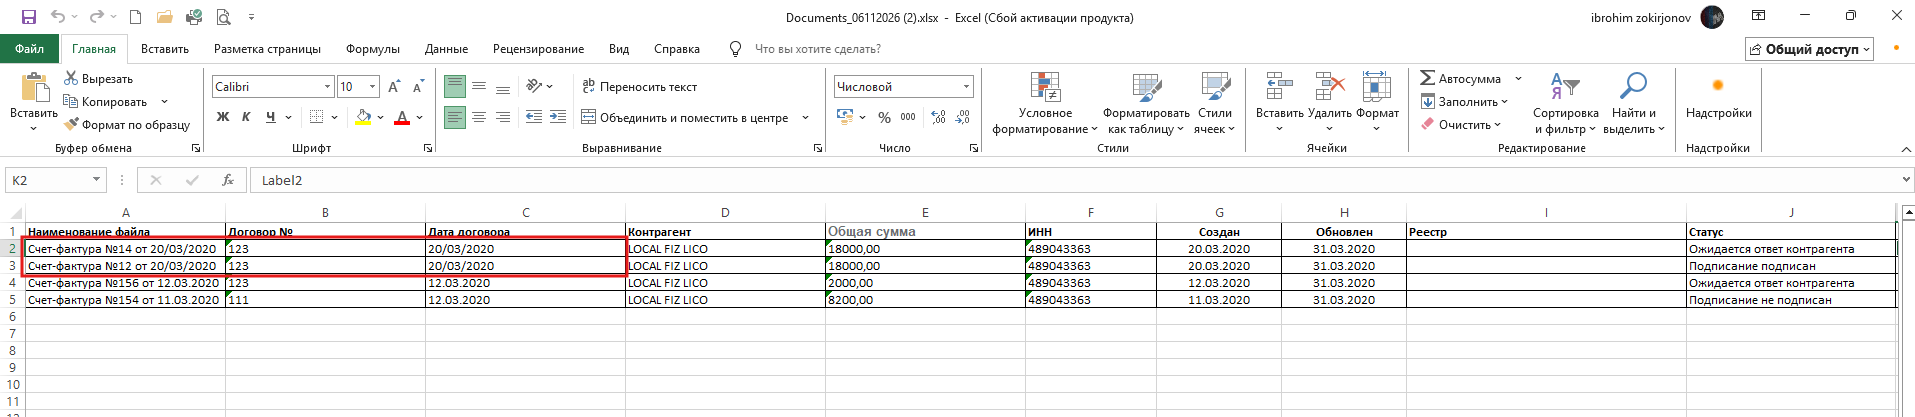 Documents_06112026 (2).xlsx - Excel (Сбой активации продукта)
ibrohim zokirjonov
Файл Главная Вставить Разметка страницы Формулы Данные Рецензирование Вид Справка Что вы хотите сделать? Общий доступ
Вставить
Вырезать
Копировать
Формат по образцу
Буфер обмена
Calibri 10
Ж К Ч
Шрифт
Переносить текст
Объединить и поместить в центре
Выравнивание
Числовой
% 000
Число
Условное форматирование
Форматировать как таблицу
Стили ячеек
Стили
Вставить Удалить Формат
Ячейки
Автосумма
Заполнить
Очистить
Сортировка и фильтр
Найти и выделить
Редактирование
Надстройки
Надстройки
K2 fx Label2
A B C D E F G H I J
1 Наименование файла Договор № Дата договора Контрагент Общая сумма ИНН Создан Обновлен Реестр Статус
2 Счет-фактура №14 от 20/03/2020 123 20/03/2020 LOCAL FIZ LICO 18000,00 489043363 20.03.2020 31.03.2020 Ожидается ответ контрагента
3 Счет-фактура №12 от 20/03/2020 123 20/03/2020 LOCAL FIZ LICO 18000,00 489043363 20.03.2020 31.03.2020 Подписание подписан
4 Счет-фактура №156 от 12.03.2020 123 12.03.2020 LOCAL FIZ LICO 2000,00 489043363 12.03.2020 31.03.2020 Ожидается ответ контрагента
5 Счет-фактура №154 от 11.03.2020 111 12.03.2020 LOCAL FIZ LICO 8200,00 489043363 11.03.2020 31.03.2020 Подписание не подписан
6
7
8
9
10
11